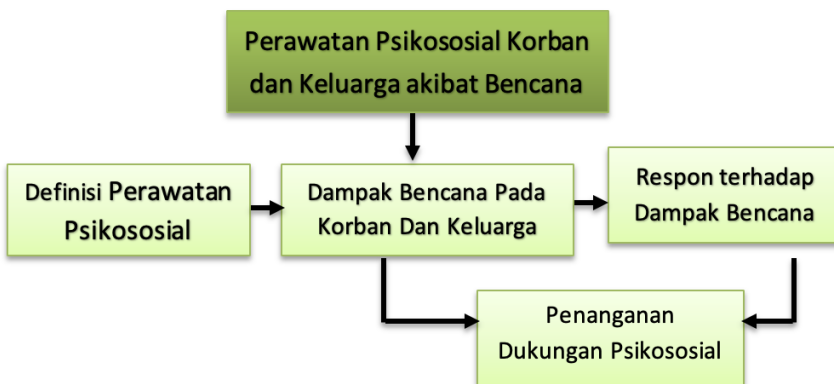 Perawatan Psikososial Korban
dan Keluarga akibat Bencana
Definisi Perawatan
Psikososial
Dampak Bencana Pada
Korban Dan Keluarga
Respon terhadap
Dampak Bencana
Penanganan
Dukungan Psikososial